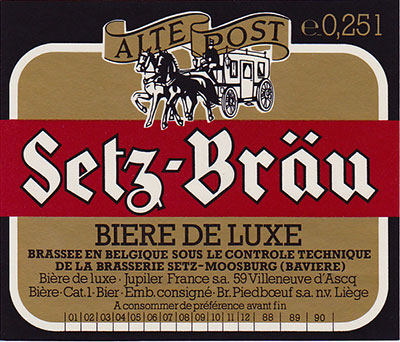 ALTE POST
e 0,25 l
Setz-Bräu
BIERE DE LUXE
BRASSEE EN BELGIQUE SOUS LE CONTROLE TECHNIQUE
DE LA BRASSERIE SETZ-MOOSBURG (BAVIERE)
Bière de luxe - Jupiler France s.a. 59 Villeneuve d'Ascq
Bière-Cat.1-Bier-Emb.consigné-Br.Piedbœuf s.a. n.v. Liège
A consommer de préférence avant fin
01 02 03 04 05 06 07 08 09 10 11 12 88 89 90